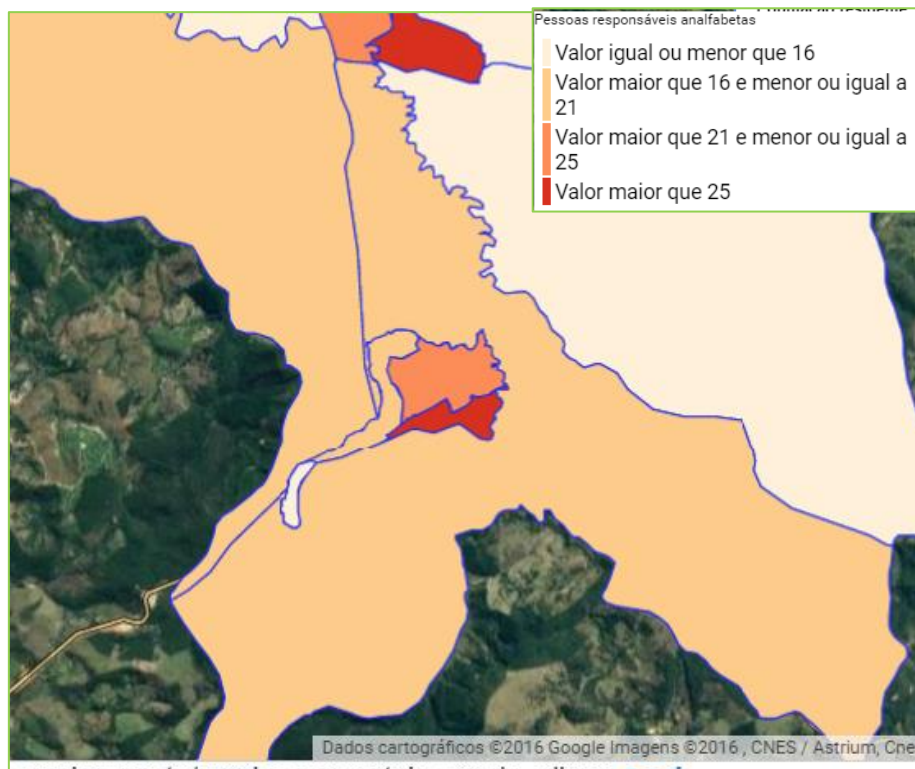 Pessoas responsáveis analfabetas
Valor igual ou menor que 16
Valor maior que 16 e menor ou igual a
21
Valor maior que 21 e menor ou igual a
25
Valor maior que 25
Dados cartográficos ©2016 Google Imagens ©2016 , CNES / Astrium, Cne